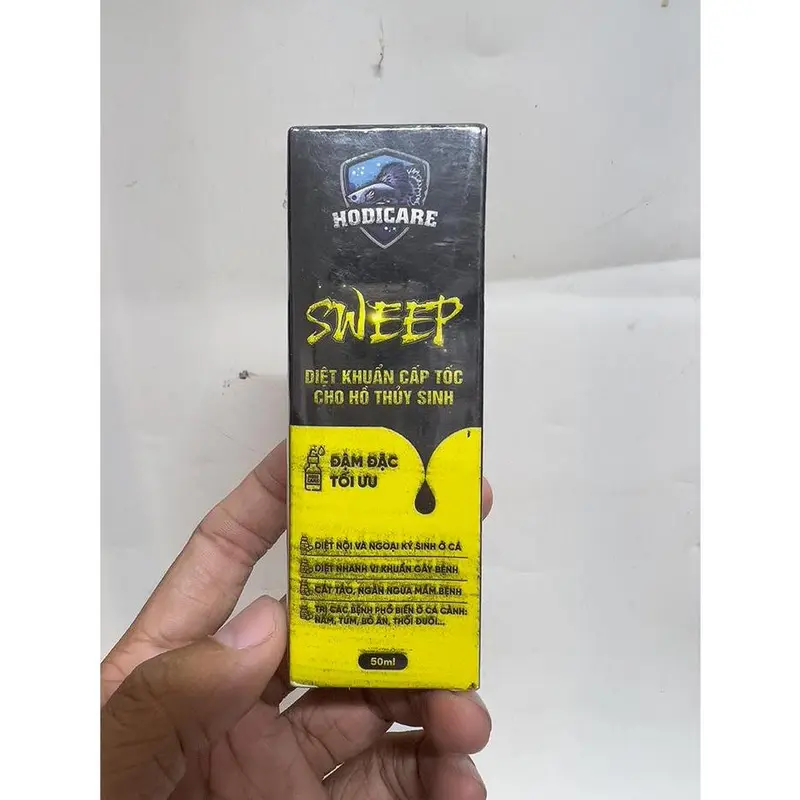 HODICARE
SWEEP
DIỆT KHUẨN CẤP TỐC
CHO HỒ THỦY SINH
ĐẬM ĐẶC
TỐI ƯU
DIỆT NỘI VÀ NGOẠI KÝ SINH Ở CÁ
DIỆT NHANH VI KHUẨN GÂY BỆNH
CẮT TẢO, NGĂN NGỪA MẦM BỆNH
TRỊ CÁC BỆNH PHỔ BIẾN Ở CÁ CẢNH:
NẤM, TÚM, BỎ ĂN, THỐI ĐUÔI...
50ml